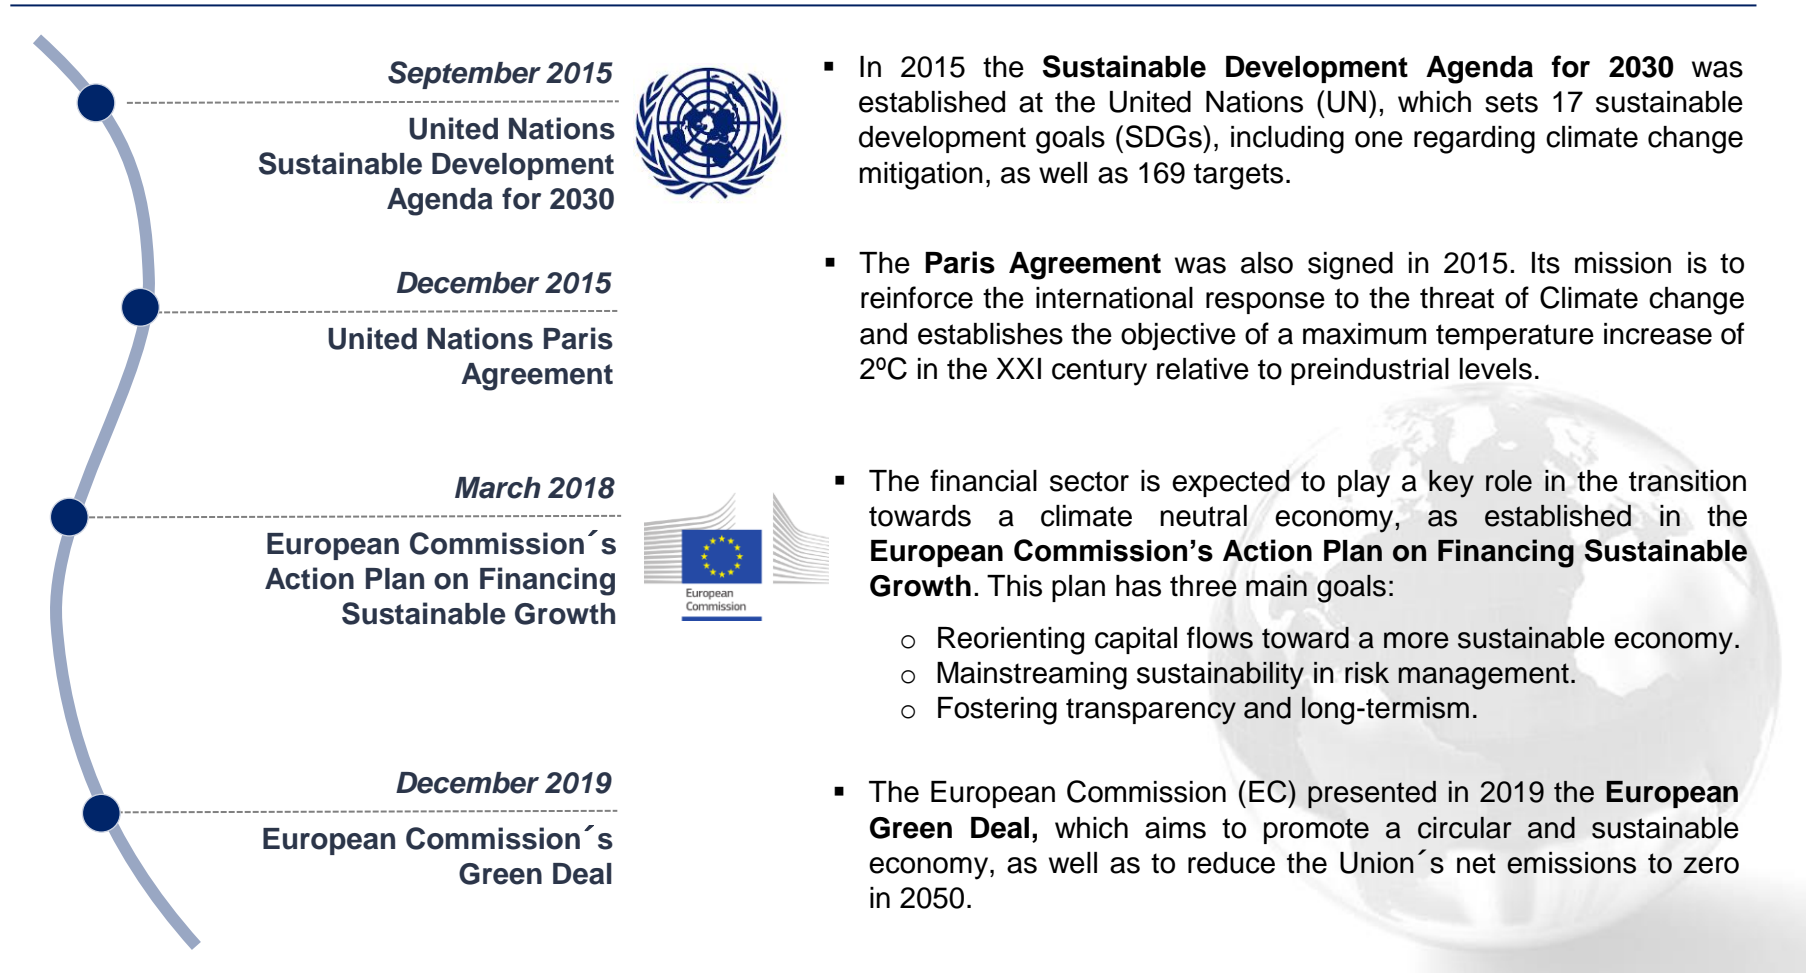 September 2015
United Nations
Sustainable Development
Agenda for 2030
▪ In 2015 the Sustainable Development Agenda for 2030 was
established at the United Nations (UN), which sets 17 sustainable
development goals (SDGs), including one regarding climate change
mitigation, as well as 169 targets.
December 2015
United Nations Paris
Agreement
▪ The Paris Agreement was also signed in 2015. Its mission is to
reinforce the international response to the threat of Climate change
and establishes the objective of a maximum temperature increase of
2ºC in the XXI century relative to preindustrial levels.
March 2018
European Commission´s
Action Plan on Financing
Sustainable Growth
European
Commission
▪ The financial sector is expected to play a key role in the transition
towards a climate neutral economy, as established in the
European Commission’s Action Plan on Financing Sustainable
Growth. This plan has three main goals:
o Reorienting capital flows toward a more sustainable economy.
o Mainstreaming sustainability in risk management.
o Fostering transparency and long-termism.
December 2019
European Commission´s
Green Deal
▪ The European Commission (EC) presented in 2019 the European
Green Deal, which aims to promote a circular and sustainable
economy, as well as to reduce the Union´s net emissions to zero
in 2050.